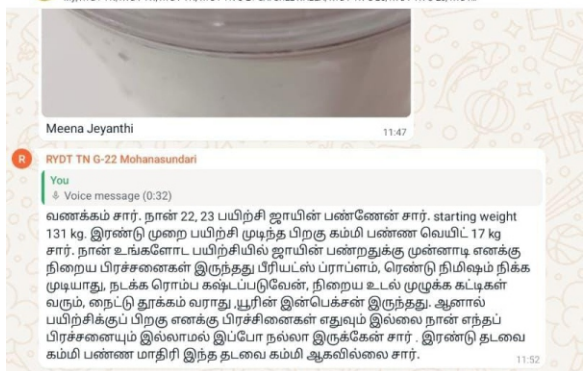 Meena Jeyanthi
11:47
R
RYDT TN G-22 Mohanasundari
You
Voice message (0:32)
வணக்கம் சார். நான் 22, 23 பயிற்சி ஜாயின் பண்ணேன் சார். starting weight
131 kg. இரண்டு முறை பயிற்சி முடிந்த பிறகு கம்மி பண்ண வெயிட் 17 kg
சார். நான் உங்களோட பயிற்சியில் ஜாயின் பண்றதுக்கு முன்னாடி எனக்கு
நிறைய பிரச்சனைகள் இருந்தது பீரியட்ஸ் ப்ராப்ளம், ரெண்டு நிமிஷம் நிக்க
முடியாது, நடக்க ரொம்ப கஷ்டப்படுவேன், நிறைய உடல் முழுக்க கட்டிகள்
வரும், நைட்டு தூக்கம் வராது ,யூரின் இன்பெக்சன் இருந்தது. ஆனால்
பயிற்சிக்குப் பிறகு எனக்கு பிரச்சினைகள் எதுவும் இல்லை நான் எந்தப்
பிரச்சனையும் இல்லாமல் இப்போ நல்லா இருக்கேன் சார் . இரண்டு தடவை
கம்மி பண்ண மாதிரி இந்த தடவை கம்மி ஆகவில்லை சார்.
11:52